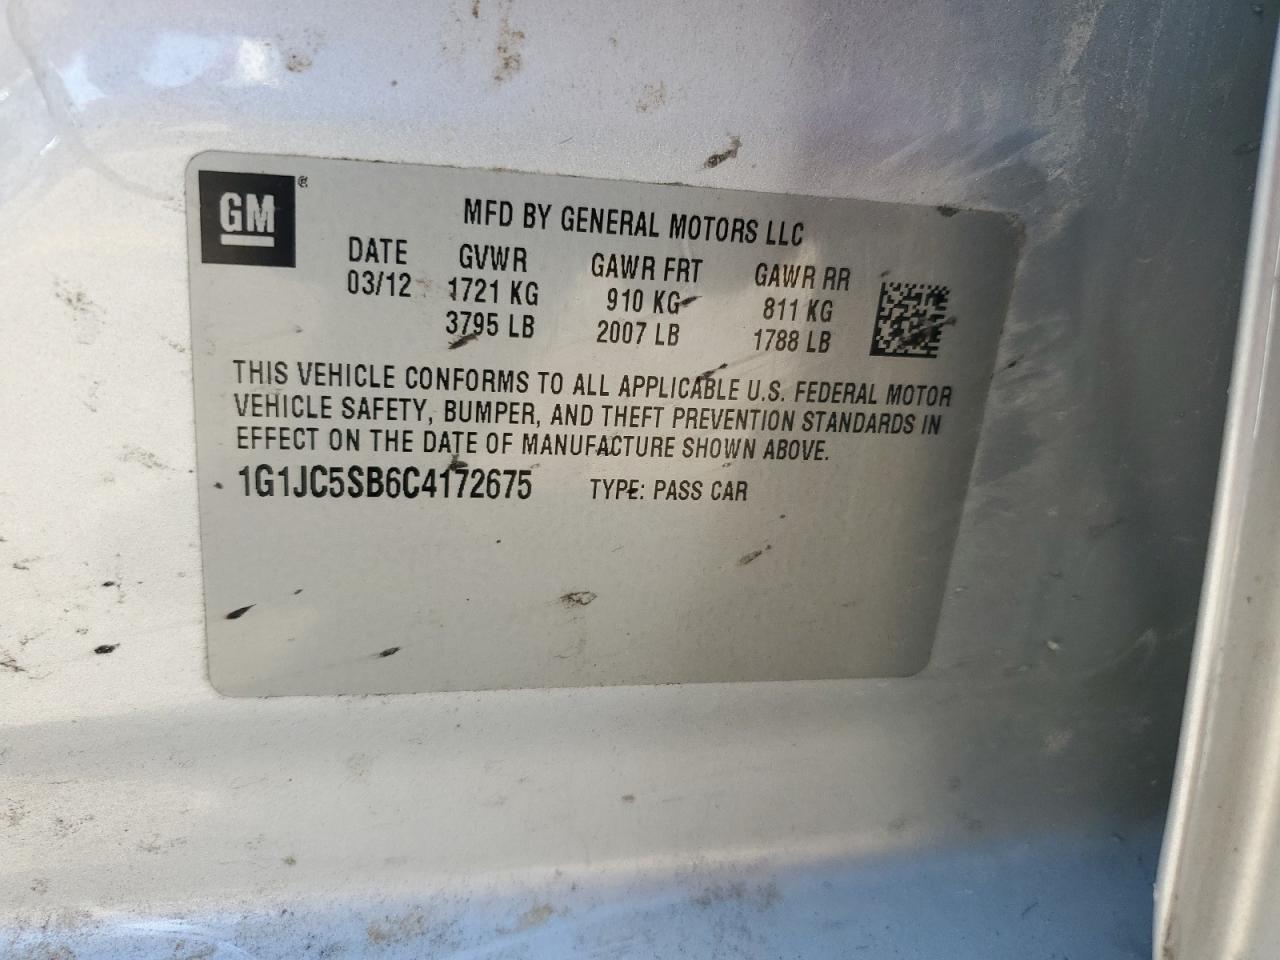 GM®
MFD BY GENERAL MOTORS LLC
DATE GVWR GAWR FRT GAWR RR
03/12 1721 KG 910 KG 811 KG
3795 LB 2007 LB 1788 LB
THIS VEHICLE CONFORMS TO ALL APPLICABLE U.S. FEDERAL MOTOR
VEHICLE SAFETY, BUMPER, AND THEFT PREVENTION STANDARDS IN
EFFECT ON THE DATE OF MANUFACTURE SHOWN ABOVE.
1G1JC5SB6C4172675 TYPE: PASS CAR